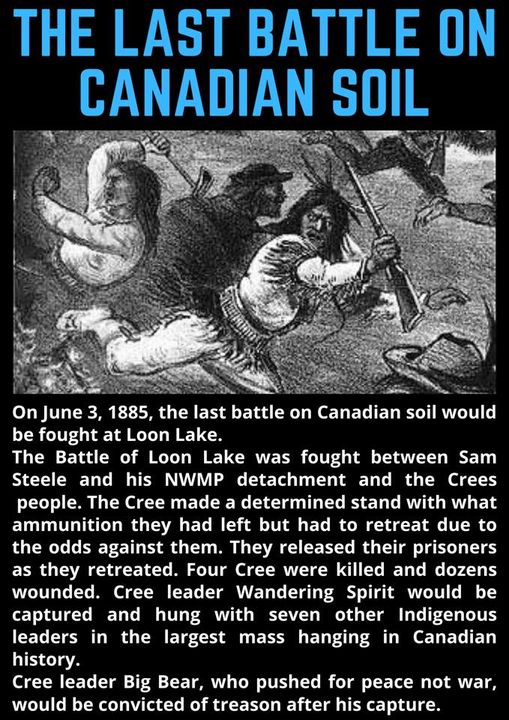 THE LAST BATTLE ON
CANADIAN SOIL
On June 3, 1885, the last battle on Canadian soil would
be fought at Loon Lake.
The Battle of Loon Lake was fought between Sam
Steele and his NWMP detachment and the Crees
people. The Cree made a determined stand with what
ammunition they had left but had to retreat due to
the odds against them. They released their prisoners
as they retreated. Four Cree were killed and dozens
wounded. Cree leader Wandering Spirit would be
captured and hung with seven other Indigenous
leaders in the largest mass hanging in Canadian
history.
Cree leader Big Bear, who pushed for peace not war,
would be convicted of treason after his capture.